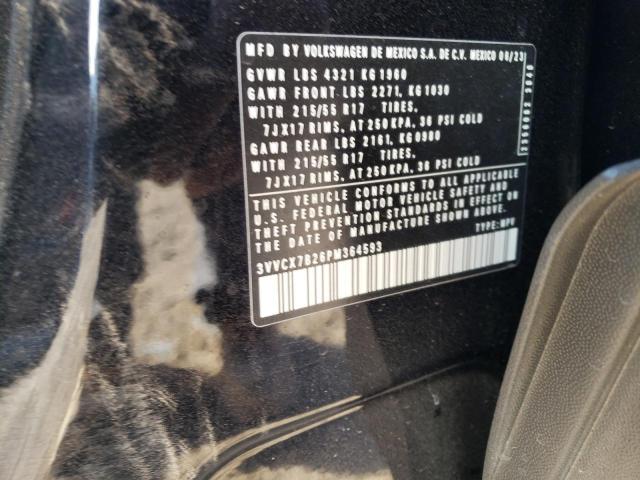 MFD BY VOLKSWAGEN DE MEXICO S.A. DE C.V. MEXICO 06/23
GVWR LBS 4321 KG 1960
GAWR FRONT LBS 2271, KG 1030
WITH 215/55 R17 TIRES,
7JX17 RIMS, AT 250 KPA, 36 PSI COLD
GAWR REAR LBS 2161, KG 0980
WITH 215/55 R17 TIRES,
7JX17 RIMS, AT 250 KPA, 36 PSI COLD
THIS VEHICLE CONFORMS TO ALL APPLICABLE
U.S. FEDERAL MOTOR VEHICLE SAFETY AND
THEFT PREVENTION STANDARDS IN EFFECT ON
THE DATE OF MANUFACTURE SHOWN ABOVE.
TYPE: MPV
3VVCX7B26PM364593